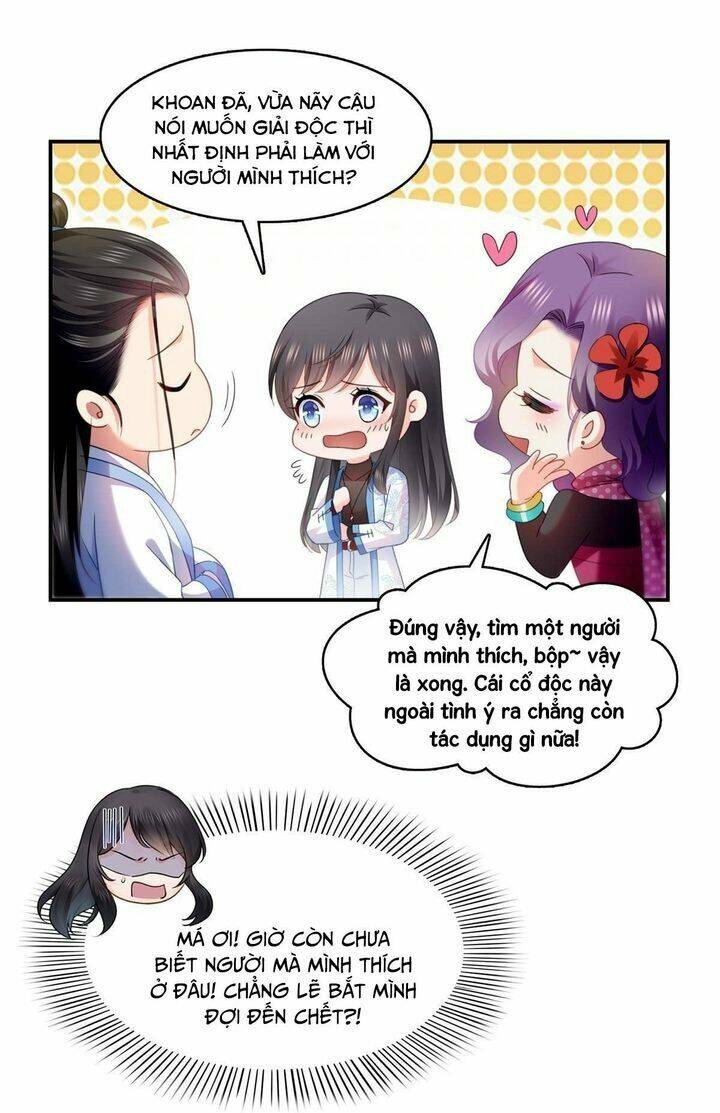 KHOAN ĐÃ, VỪA NÃY CẬU
NÓI MUỐN GIẢI ĐỘC THÌ
NHẤT ĐỊNH PHẢI LÀM VỚI
NGƯỜI MÌNH THÍCH?
Đúng vậy, tìm một người
mà mình thích, bộp~ vậy
là xong. Cái cổ độc này
ngoài tình ý ra chẳng còn
tác dụng gì nữa!
MÁ ƠI! GIỜ CÒN CHƯA
BIẾT NGƯỜI MÀ MÌNH THÍCH
Ở ĐÂU! CHẲNG LẼ BẮT MÌNH
ĐỢI ĐẾN CHẾT?!